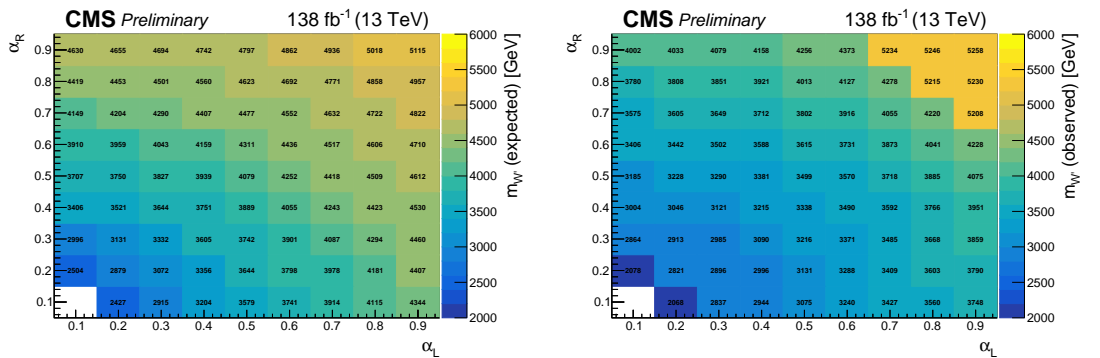 CMS Preliminary 138 fb⁻¹ (13 TeV)
α_R
0.9 4630 4655 4694 4742 4797 4862 4936 5018 5115
0.8 4419 4453 4501 4560 4623 4692 4771 4858 4957
0.7 4149 4204 4290 4407 4477 4552 4632 4722 4822
0.6 3910 3959 4043 4159 4311 4436 4517 4606 4710
0.5 3707 3750 3827 3939 4079 4252 4418 4509 4612
0.4 3406 3521 3644 3751 3889 4055 4243 4423 4530
0.3 2996 3131 3332 3605 3742 3901 4087 4294 4460
0.2 2504 2879 3072 3356 3644 3798 3978 4181 4407
0.1 2427 2915 3204 3579 3741 3914 4115 4344
0.1 0.2 0.3 0.4 0.5 0.6 0.7 0.8 0.9
α_L
6000
5500
5000
4500
4000
3500
3000
2500
2000
m_W' (expected) [GeV]
CMS Preliminary 138 fb⁻¹ (13 TeV)
α_R
0.9 4002 4033 4079 4158 4256 4373 5234 5246 5258
0.8 3780 3808 3851 3921 4013 4127 4278 5215 5230
0.7 3575 3605 3649 3712 3802 3916 4055 4220 5208
0.6 3406 3442 3502 3588 3615 3731 3873 4041 4228
0.5 3185 3228 3290 3381 3499 3570 3718 3885 4075
0.4 3004 3046 3121 3215 3338 3490 3592 3766 3951
0.3 2864 2913 2985 3090 3216 3371 3485 3668 3859
0.2 2078 2821 2896 2996 3131 3288 3409 3603 3790
0.1 2068 2837 2944 3075 3240 3427 3560 3748
0.1 0.2 0.3 0.4 0.5 0.6 0.7 0.8 0.9
α_L
6000
5500
5000
4500
4000
3500
3000
2500
2000
m_W' (observed) [GeV]